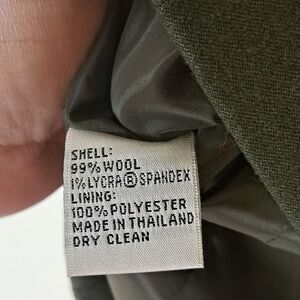 SHELL:
99% WOOL
1% LYCRA® SPANDEX
LINING:
100% POLYESTER
MADE IN THAILAND
DRY CLEAN